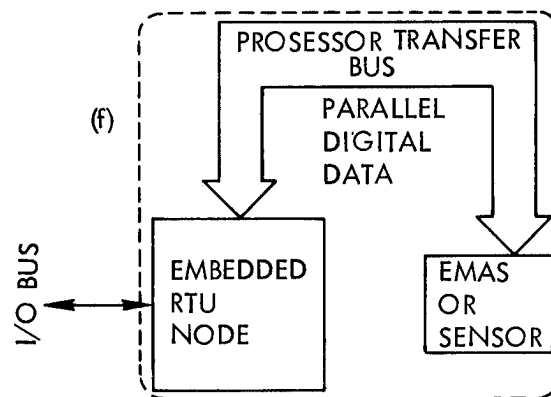 PROSESSOR TRANSFER
BUS
(f)
PARALLEL
DIGITAL
DATA
I/O BUS
EMBEDDED
RTU
NODE
EMAS
OR
SENSOR